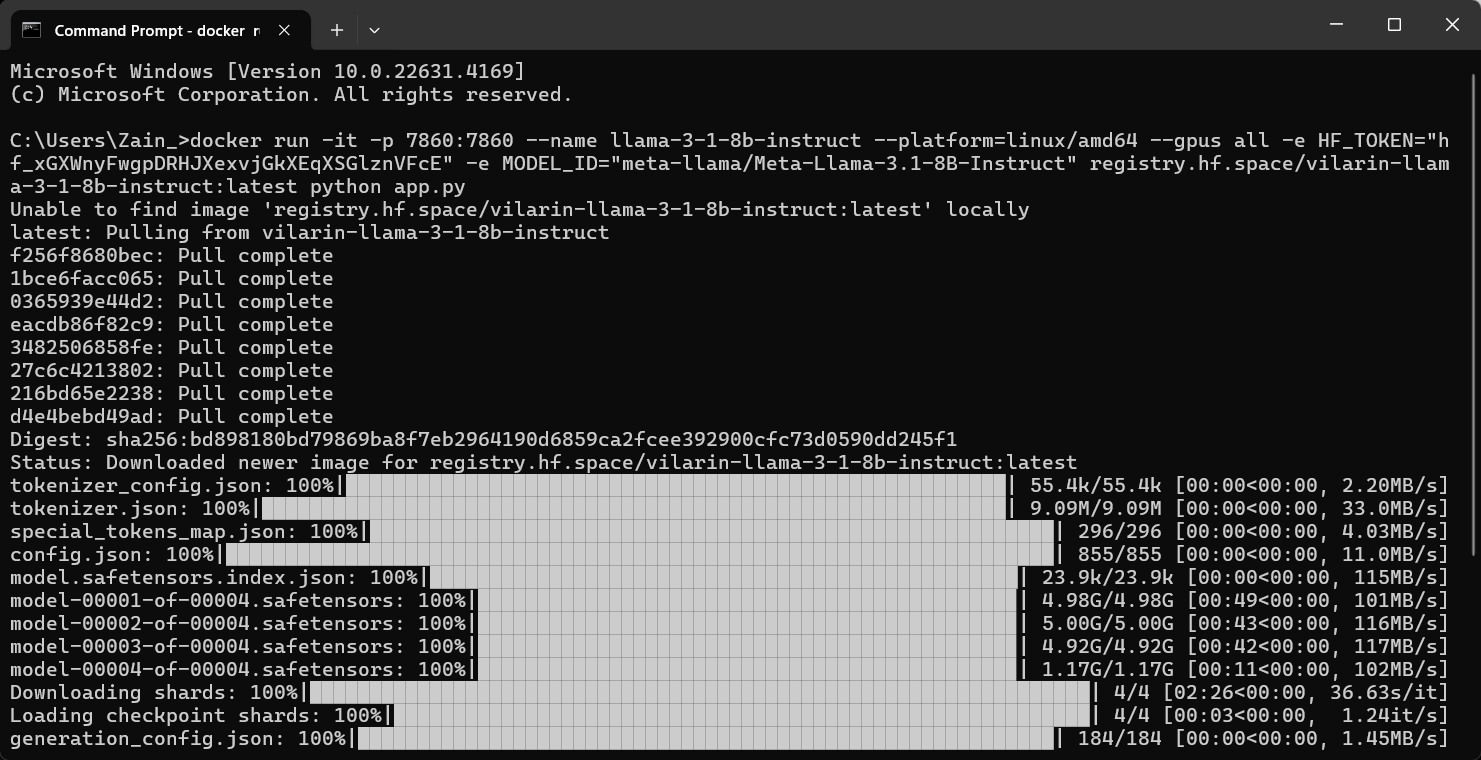 Command Prompt - docker r
Microsoft Windows [Version 10.0.22631.4169]
(c) Microsoft Corporation. All rights reserved.
C:\Users\Zain_>docker run -it -p 7860:7860 --name llama-3-1-8b-instruct --platform=linux/amd64 --gpus all -e HF_TOKEN="h
f_xGXWnyFwgpDRHJXexvjGkXEqXSGlznVFcE" -e MODEL_ID="meta-llama/Meta-Llama-3.1-8B-Instruct" registry.hf.space/vilarin-llam
a-3-1-8b-instruct:latest python app.py
Unable to find image 'registry.hf.space/vilarin-llama-3-1-8b-instruct:latest' locally
latest: Pulling from vilarin-llama-3-1-8b-instruct
f256f8680bec: Pull complete
1bce6facc065: Pull complete
0365939e44d2: Pull complete
eacdb86f82c9: Pull complete
3482506858fe: Pull complete
27c6c4213802: Pull complete
216bd65e2238: Pull complete
d4e4bebd49ad: Pull complete
Digest: sha256:bd898180bd79869ba8f7eb2964190d6859ca2fcee392900cfc73d0590dd245f1
Status: Downloaded newer image for registry.hf.space/vilarin-llama-3-1-8b-instruct:latest
tokenizer_config.json: 100%| | 55.4k/55.4k [00:00<00:00, 2.20MB/s]
tokenizer.json: 100%| | 9.09M/9.09M [00:00<00:00, 33.0MB/s]
special_tokens_map.json: 100%| | 296/296 [00:00<00:00, 4.03MB/s]
config.json: 100%| | 855/855 [00:00<00:00, 11.0MB/s]
model.safetensors.index.json: 100%| | 23.9k/23.9k [00:00<00:00, 115MB/s]
model-00001-of-00004.safetensors: 100%| | 4.98G/4.98G [00:49<00:00, 101MB/s]
model-00002-of-00004.safetensors: 100%| | 5.00G/5.00G [00:43<00:00, 116MB/s]
model-00003-of-00004.safetensors: 100%| | 4.92G/4.92G [00:42<00:00, 117MB/s]
model-00004-of-00004.safetensors: 100%| | 1.17G/1.17G [00:11<00:00, 102MB/s]
Downloading shards: 100%| | 4/4 [02:26<00:00, 36.63s/it]
Loading checkpoint shards: 100%| | 4/4 [00:03<00:00, 1.24it/s]
generation_config.json: 100%| | 184/184 [00:00<00:00, 1.45MB/s]